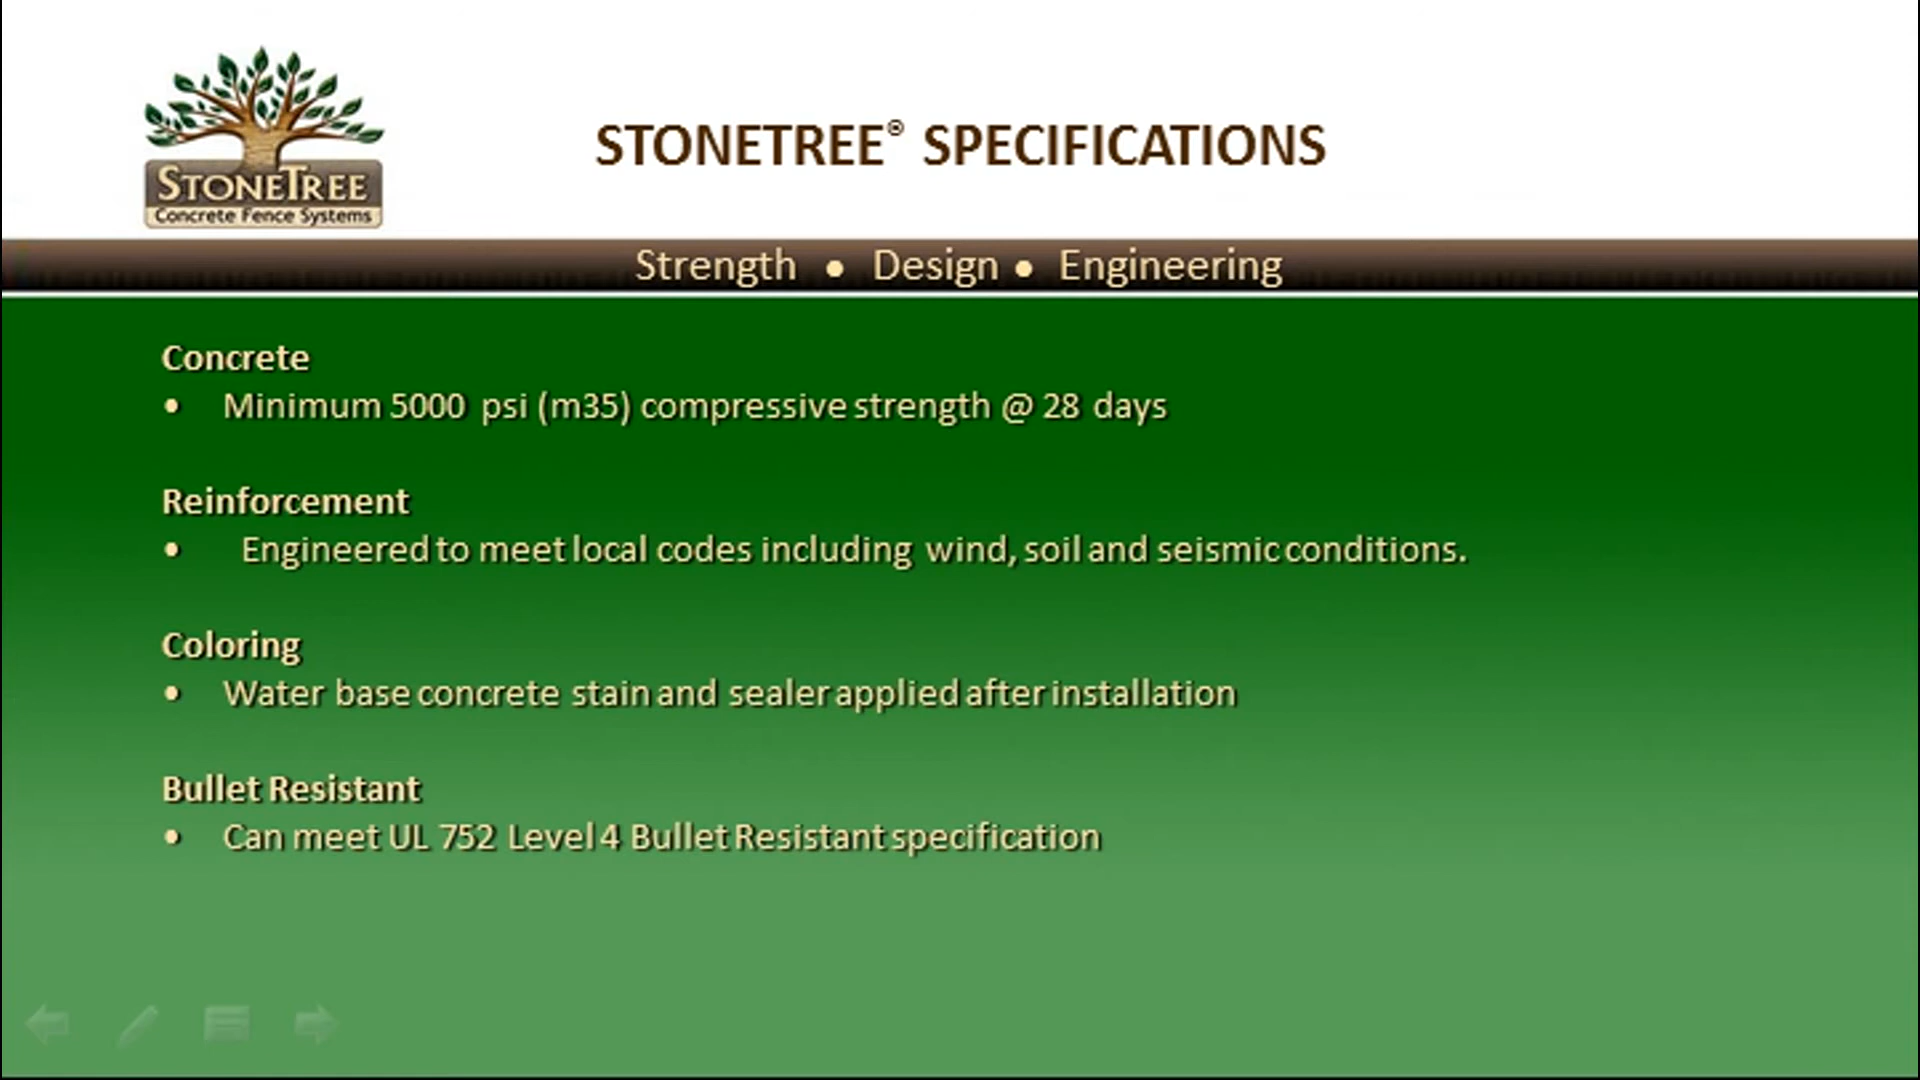 STONETREE
Concrete Fence Systems
STONETREE® SPECIFICATIONS
Strength • Design • Engineering
Concrete
• Minimum 5000 psi (m35) compressive strength @ 28 days
Reinforcement
• Engineered to meet local codes including wind, soil and seismic conditions.
Coloring
• Water base concrete stain and sealer applied after installation
Bullet Resistant
• Can meet UL 752 Level 4 Bullet Resistant specification